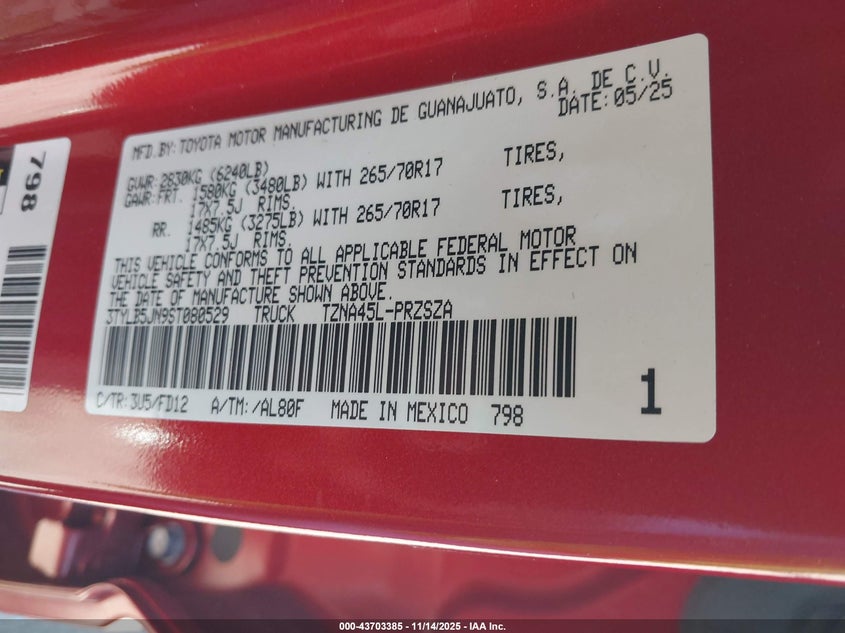 MFD.BY: TOYOTA MOTOR MANUFACTURING DE GUANAJUATO, S.A. DE C.V.
DATE: 05/25
GVWR: 2830KG (6240LB)
GAWR: FRT. 1580KG (3480LB) WITH 265/70R17 TIRES,
17X7.5J RIMS.
RR. 1485KG (3275LB) WITH 265/70R17 TIRES,
17X7.5J RIMS.
THIS VEHICLE CONFORMS TO ALL APPLICABLE FEDERAL MOTOR
VEHICLE SAFETY AND THEFT PREVENTION STANDARDS IN EFFECT ON
THE DATE OF MANUFACTURE SHOWN ABOVE.
3TYLB5JN9ST080529 TRUCK TZNA45L-PRZSZA
C/TR: 3U5/FD12 A/TM: /AL80F MADE IN MEXICO 798
1
798
000-43703385 - 11/14/2025 - IAA Inc.